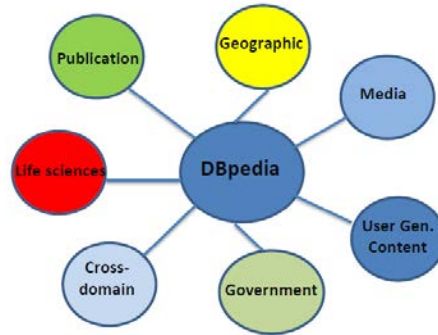 Geographic
Publication
Media
DBpedia
Life sciences
User Gen.
Content
Cross-
domain
Government